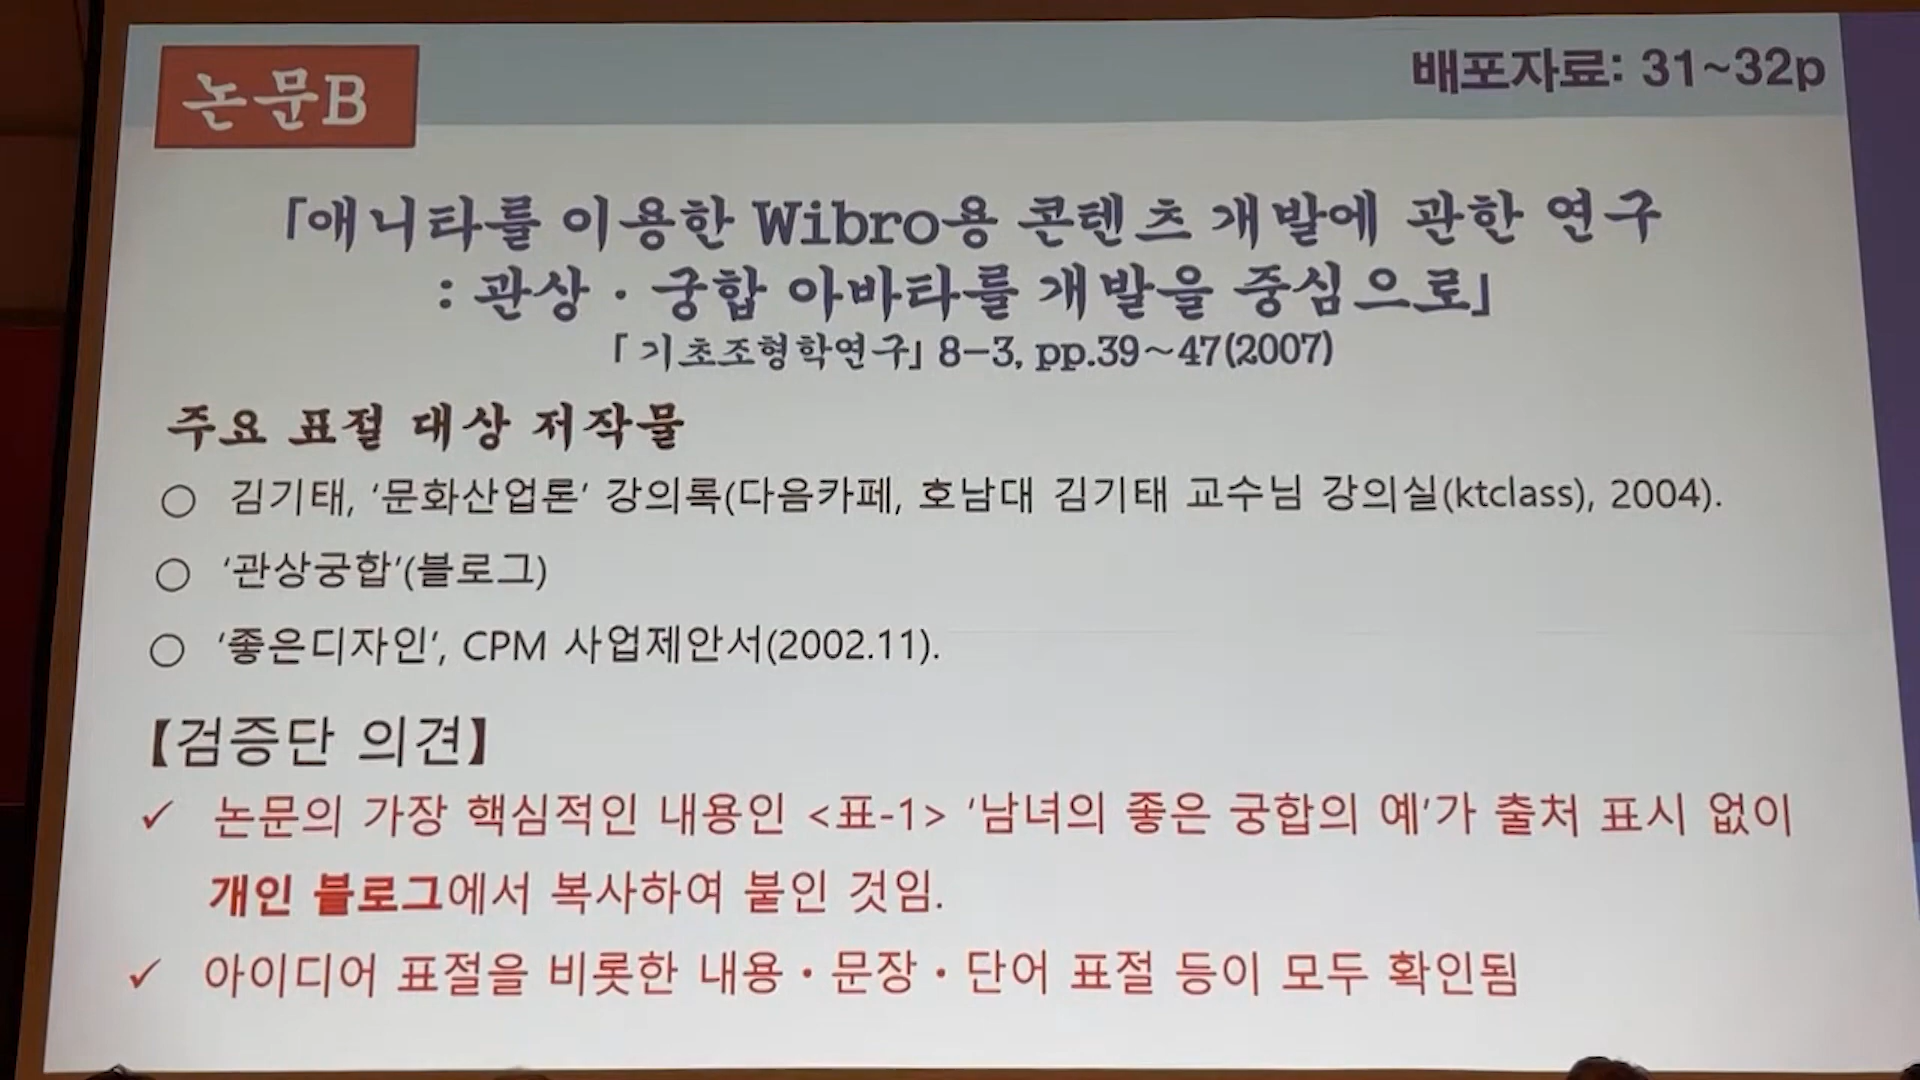 논문B
배포자료: 31~32p
「애니타를 이용한 Wibro용 콘텐츠 개발에 관한 연구
: 관상·궁합 아바타를 개발을 중심으로」
「기초조형학연구」 8-3, pp.39~47(2007)
주요 표절 대상 저작물
○ 김기태, ‘문화산업론’ 강의록(다음카페, 호남대 김기태 교수님 강의실(ktclass), 2004).
○ ‘관상궁합’(블로그)
○ ‘좋은디자인’, CPM 사업제안서(2002.11).
【검증단 의견】
✓ 논문의 가장 핵심적인 내용인 <표-1> ‘남녀의 좋은 궁합의 예’가 출처 표시 없이
개인 블로그에서 복사하여 붙인 것임.
✓ 아이디어 표절을 비롯한 내용·문장·단어 표절 등이 모두 확인됨